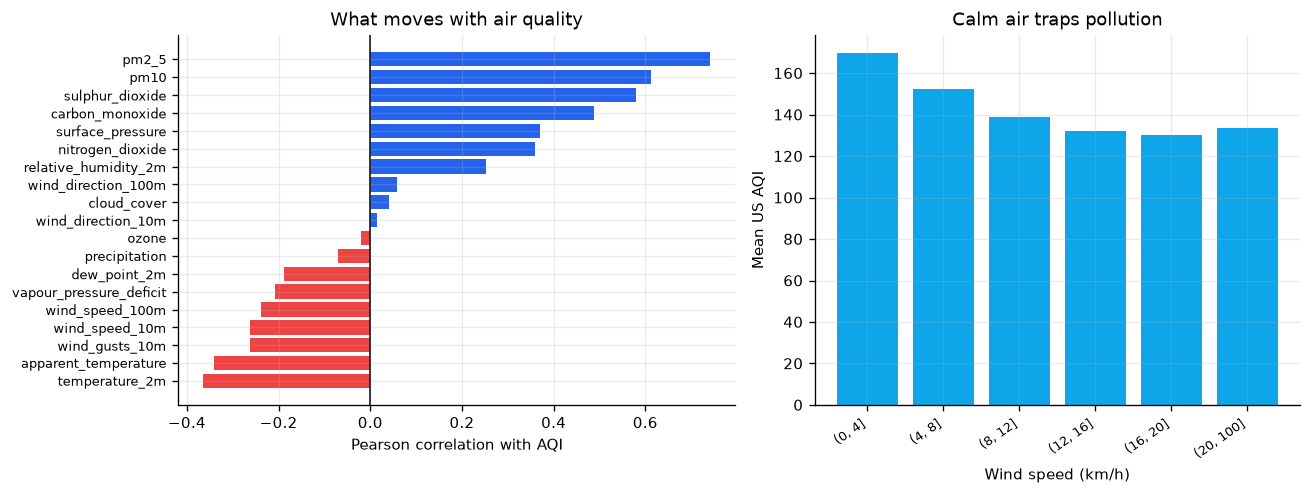 What moves with air quality
pm2_5
pm10
sulphur_dioxide
carbon_monoxide
surface_pressure
nitrogen_dioxide
relative_humidity_2m
wind_direction_100m
cloud_cover
wind_direction_10m
ozone
precipitation
dew_point_2m
vapour_pressure_deficit
wind_speed_100m
wind_speed_10m
wind_gusts_10m
apparent_temperature
temperature_2m
−0.4 −0.2 0.0 0.2 0.4 0.6
Pearson correlation with AQI
Calm air traps pollution
Mean US AQI
160
140
120
100
80
60
40
20
0
(0, 4] (4, 8] (8, 12] (12, 16] (16, 20] (20, 100]
Wind speed (km/h)